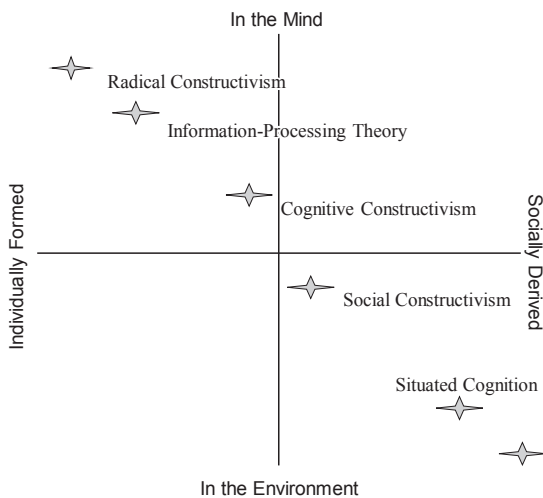 In the Mind
Radical Constructivism
Information-Processing Theory
Cognitive Constructivism
Individually Formed
Socially Derived
Social Constructivism
Situated Cognition
In the Environment